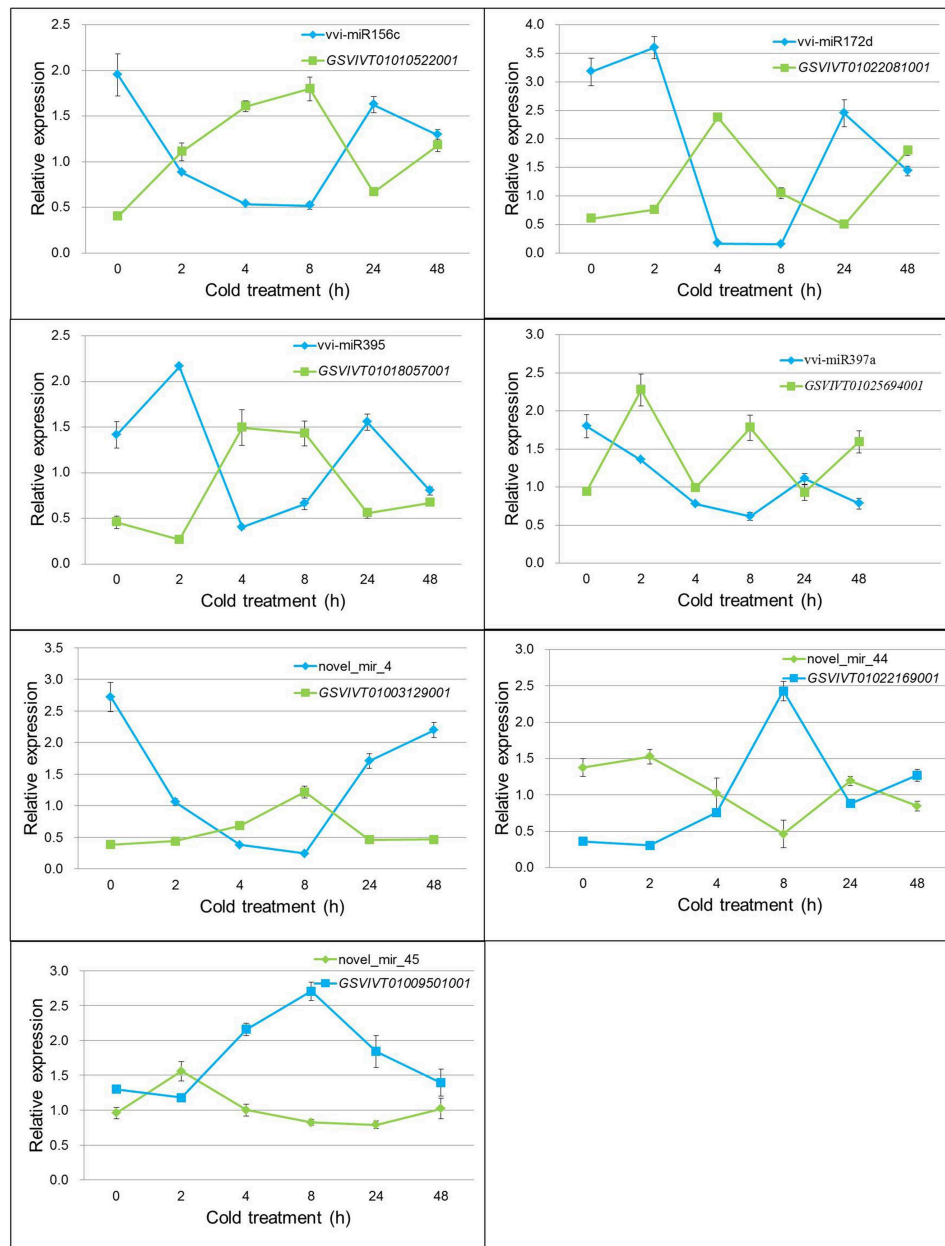 2.5
2.0
1.5
1.0
0.5
0.0
Relative expression
vvi-miR156c
GSVIVT01010522001
0 2 4 8 24 48
Cold treatment (h)
4.0
3.5
3.0
2.5
2.0
1.5
1.0
0.5
0.0
Relative expression
vvi-miR172d
GSVIVT01022081001
0 2 4 8 24 48
Cold treatment (h)
2.5
2.0
1.5
1.0
0.5
0.0
Relative expression
vvi-miR395
GSVIVT01018057001
0 2 4 8 24 48
Cold treatment (h)
3.0
2.5
2.0
1.5
1.0
0.5
0.0
Relative expression
vvi-miR397a
GSVIVT01025694001
0 2 4 8 24 48
Cold treatment (h)
3.5
3.0
2.5
2.0
1.5
1.0
0.5
0.0
Relative expression
novel_mir_4
GSVIVT01003129001
0 2 4 8 24 48
Cold treatment (h)
3.0
2.5
2.0
1.5
1.0
0.5
0.0
Relative expression
novel_mir_44
GSVIVT01022169001
0 2 4 8 24 48
Cold treatment (h)
3.0
2.5
2.0
1.5
1.0
0.5
0.0
Relative expression
novel_mir_45
GSVIVT01009501001
0 2 4 8 24 48
Cold treatment (h)